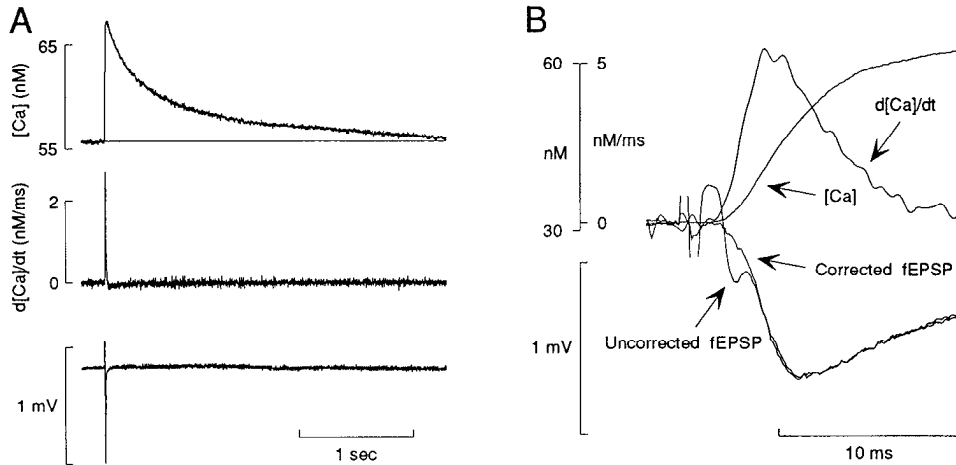 A
65
[Ca] (nM)
55
2
d[Ca]/dt (nM/ms)
0
1 mV
1 sec
B
60
5
nM
nM/ms
30
0
d[Ca]/dt
[Ca]
Corrected fEPSP
Uncorrected fEPSP
1 mV
10 ms